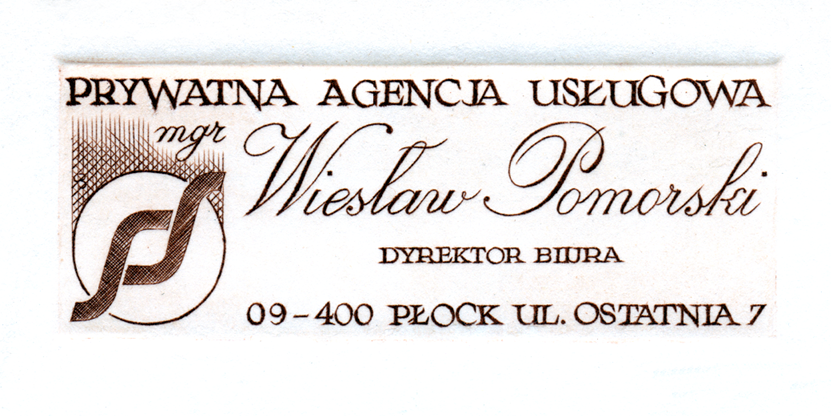 PRYWATNA AGENCJA USŁUGOWA
mgr Wiesław Pomorski
DYREKTOR BIURA
09-400 PŁOCK UL. OSTATNIA 7